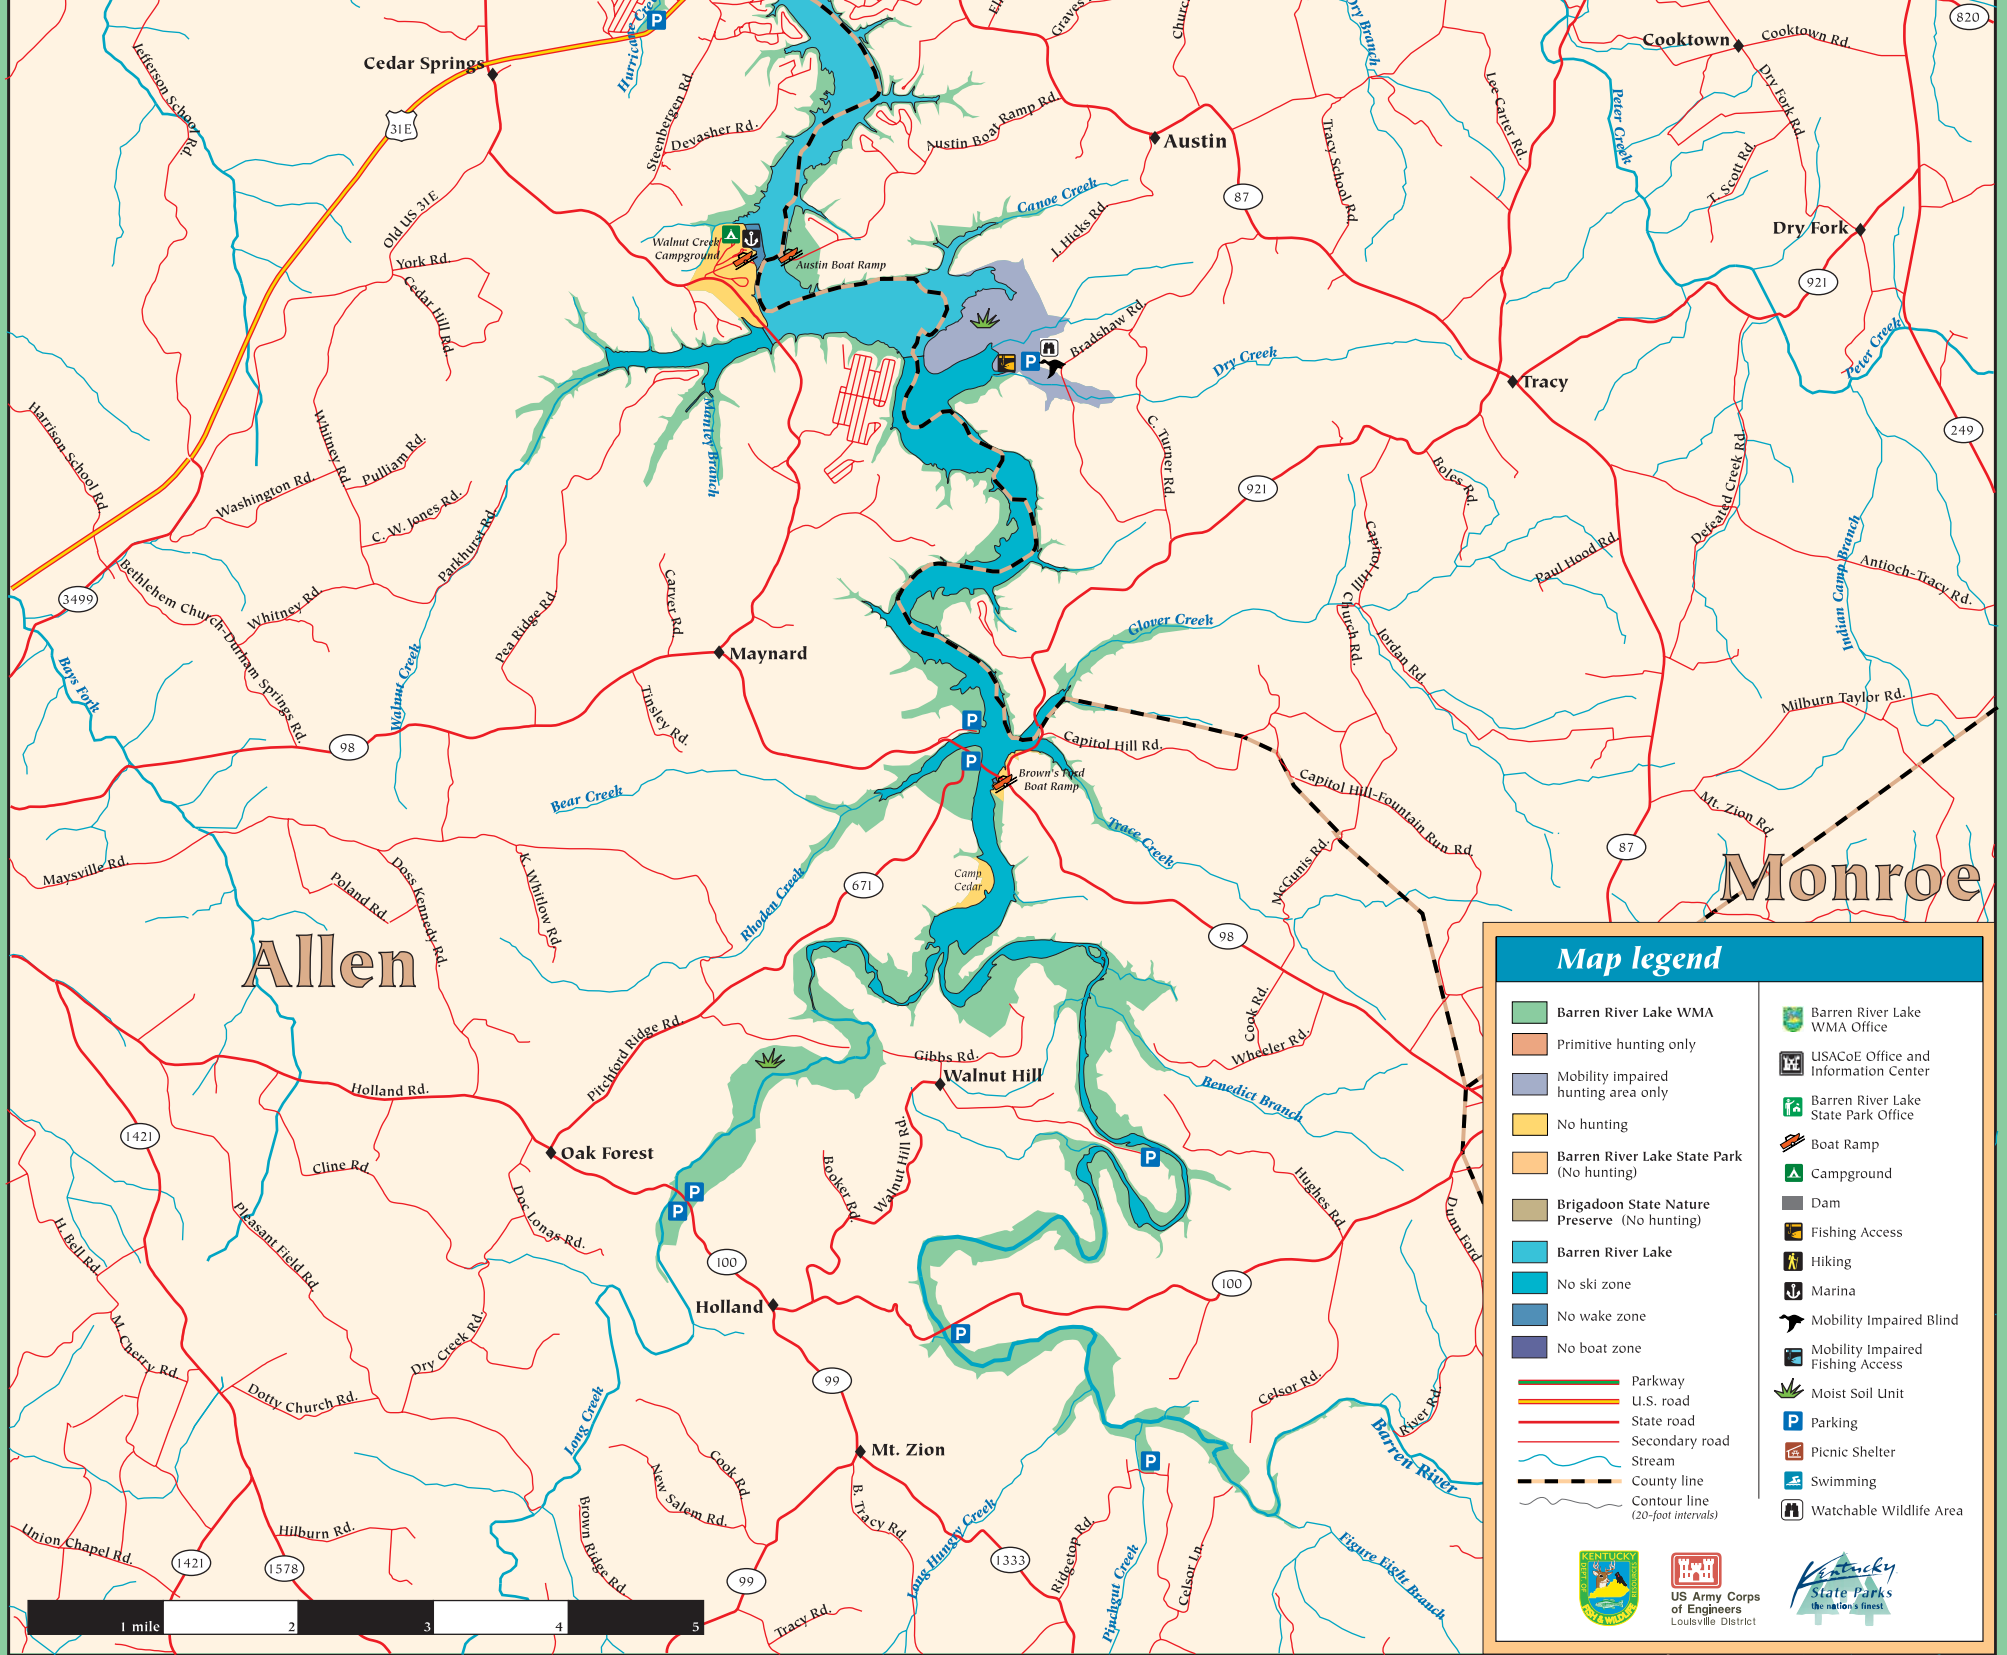 820
Cooktown
Cooktown Rd.
Cedar Springs
Hurricane Creek
Dry Branch
Jefferson School Rd.
Steenbergen Rd.
Devasher Rd.
Austin Boat Ramp Rd.
Lee Carter Rd.
Peter Creek
Dry Fork Rd.
31E
Austin
Tracy School Rd.
T. Scott Rd.
Old US 31E
Canoe Creek
J. Hicks Rd.
87
Dry Fork
Walnut Creek
Campground
Austin Boat Ramp
York Rd.
Cedar Hill Rd.
921
Bradshaw Rd.
Peter Creek
Dry Creek
Tracy
Harrison School Rd.
Whitney Rd.
Pulliam Rd.
Manley Branch
C. Turner Rd.
249
Washington Rd.
C. W. Jones Rd.
Parkhurst Rd.
921
Boles Rd.
Defeated Creek Rd.
Indian Camp Branch
Paul Hood Rd.
Antioch-Tracy Rd.
3499
Bethlehem Church-Durham Springs Rd.
Whitney Rd.
Pea Ridge Rd.
Carver Rd.
Capitol Hill Church Rd.
Glover Creek
Jordan Rd.
Maynard
Bays Fork
Walnut Creek
Tinsley Rd.
Milburn Taylor Rd.
98
Capitol Hill Rd.
Brown's Ford
Boat Ramp
Bear Creek
Capitol Hill-Fountain Run Rd.
Mt. Zion Rd.
Trace Creek
87
Maysville Rd.
Poland Rd.
Doss Kennedy Rd.
K. Whitlow Rd.
Rhoden Creek
671
Camp
Cedar
McGunis Rd.
Monroe
Allen
98
Cook Rd.
Wheeler Rd.
Pitchford Ridge Rd.
Gibbs Rd.
Walnut Hill
Benedict Branch
Holland Rd.
1421
Oak Forest
Cline Rd.
Walnut Hill Rd.
Booker Rd.
Hughes Rd.
Dunn Ford
H. Bell Rd.
Pleasant Field Rd.
Doc Lonas Rd.
100
100
Holland
M. Cherry Rd.
Dry Creek Rd.
Dotty Church Rd.
99
Long Creek
Celsor Rd.
River Rd.
Barren River
Mt. Zion
Cook Rd.
New Salem Rd.
B. Tracy Rd.
Brown Ridge Rd.
Long Hungry Creek
Union Chapel Rd.
Hilburn Rd.
1421
1578
99
1333
Ridgetop Rd.
Pinchgut Creek
Celsor Ln.
Figure Eight Branch
Tracy Rd.
1 mile 2 3 4 5
Map legend
Barren River Lake WMA
Primitive hunting only
Mobility impaired
hunting area only
No hunting
Barren River Lake State Park
(No hunting)
Brigadoon State Nature
Preserve (No hunting)
Barren River Lake
No ski zone
No wake zone
No boat zone
Parkway
U.S. road
State road
Secondary road
Stream
County line
Contour line
(20-foot intervals)
Barren River Lake
WMA Office
USACoE Office and
Information Center
Barren River Lake
State Park Office
Boat Ramp
Campground
Dam
Fishing Access
Hiking
Marina
Mobility Impaired Blind
Mobility Impaired
Fishing Access
Moist Soil Unit
P Parking
Picnic Shelter
Swimming
Watchable Wildlife Area
KENTUCKY
DEPT OF
FISH & WILDLIFE
RESOURCES
US Army Corps
of Engineers
Louisville District
Kentucky
State Parks
the nation's finest